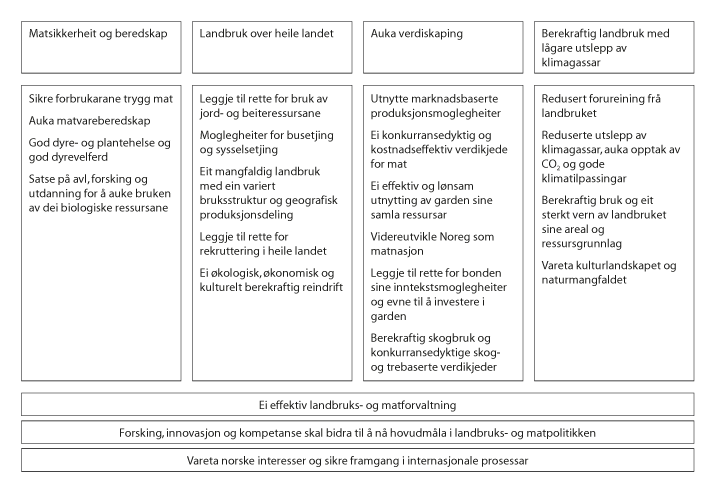 Matsikkerheit og beredskap
Landbruk over heile landet
Auka verdiskaping
Berekraftig landbruk med
lågare utslepp av
klimagassar
Sikre forbrukarane trygg mat
Auka matvareberedskap
God dyre- og plantehelse og
god dyrevelferd
Satse på avl, forsking og
utdanning for å auke bruken
av dei biologiske ressursane
Leggje til rette for bruk av
jord- og beiteressursane
Moglegheiter for busetjing
og sysselsetjing
Eit mangfaldig landbruk
med ein variert
bruksstruktur og geografisk
produksjonsdeling
Leggje til rette for
rekruttering i heile landet
Ei økologisk, økonomisk og
kulturelt berekraftig reindrift
Utnytte marknadsbaserte
produksjonsmoglegheiter
Ei konkurransedyktig og
kostnadseffektiv verdikjede
for mat
Ei effektiv og lønsam
utnytting av garden sine
samla ressursar
Vidareutvikle Noreg som
matnasjon
Leggje til rette for bonden
sine inntektsmoglegheiter
og evne til å investere i
garden
Berekraftig skogbruk og
konkurransedyktige skog-
og trebaserte verdikjeder
Redusert forureining frå
landbruket
Reduserte utslepp av
klimagassar, auka opptak av
CO₂ og gode
klimatilpassingar
Berekraftig bruk og eit
sterkt vern av landbruket
sine areal og
ressursgrunnlag
Vareta kulturlandskapet og
naturmangfaldet
Ei effektiv landbruks- og matforvaltning
Forsking, innovasjon og kompetanse skal bidra til å nå hovudmåla i landbruks- og matpolitikken
Vareta norske interesser og sikre framgang i internasjonale prosessar